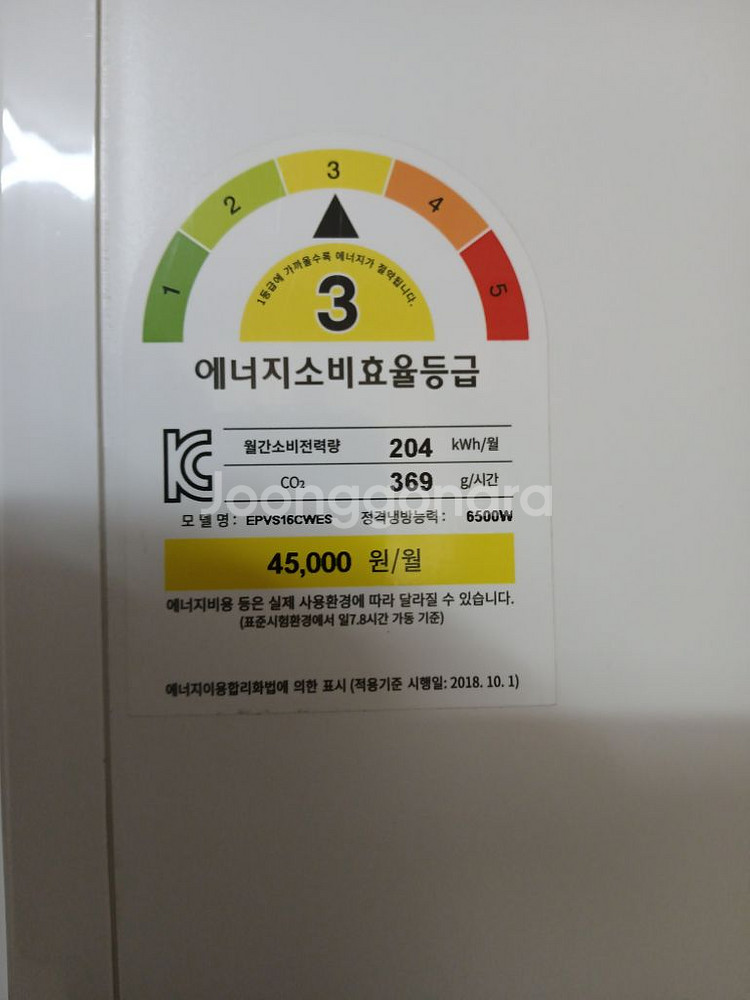 1 2 3 4 5
1등급에 가까울수록 에너지가 절약됩니다.
3
에너지소비효율등급
월간소비전력량 204 kWh/월
CO₂ 369 g/시간
Joonggonara
모 델 명 : EPVS16CWES 정격냉방능력 : 6500W
45,000 원/월
에너지비용 등은 실제 사용환경에 따라 달라질 수 있습니다.
(표준시험환경에서 일7.8시간 가동 기준)
에너지이용합리화법에 의한 표시 (적용기준 시행일: 2018. 10. 1)